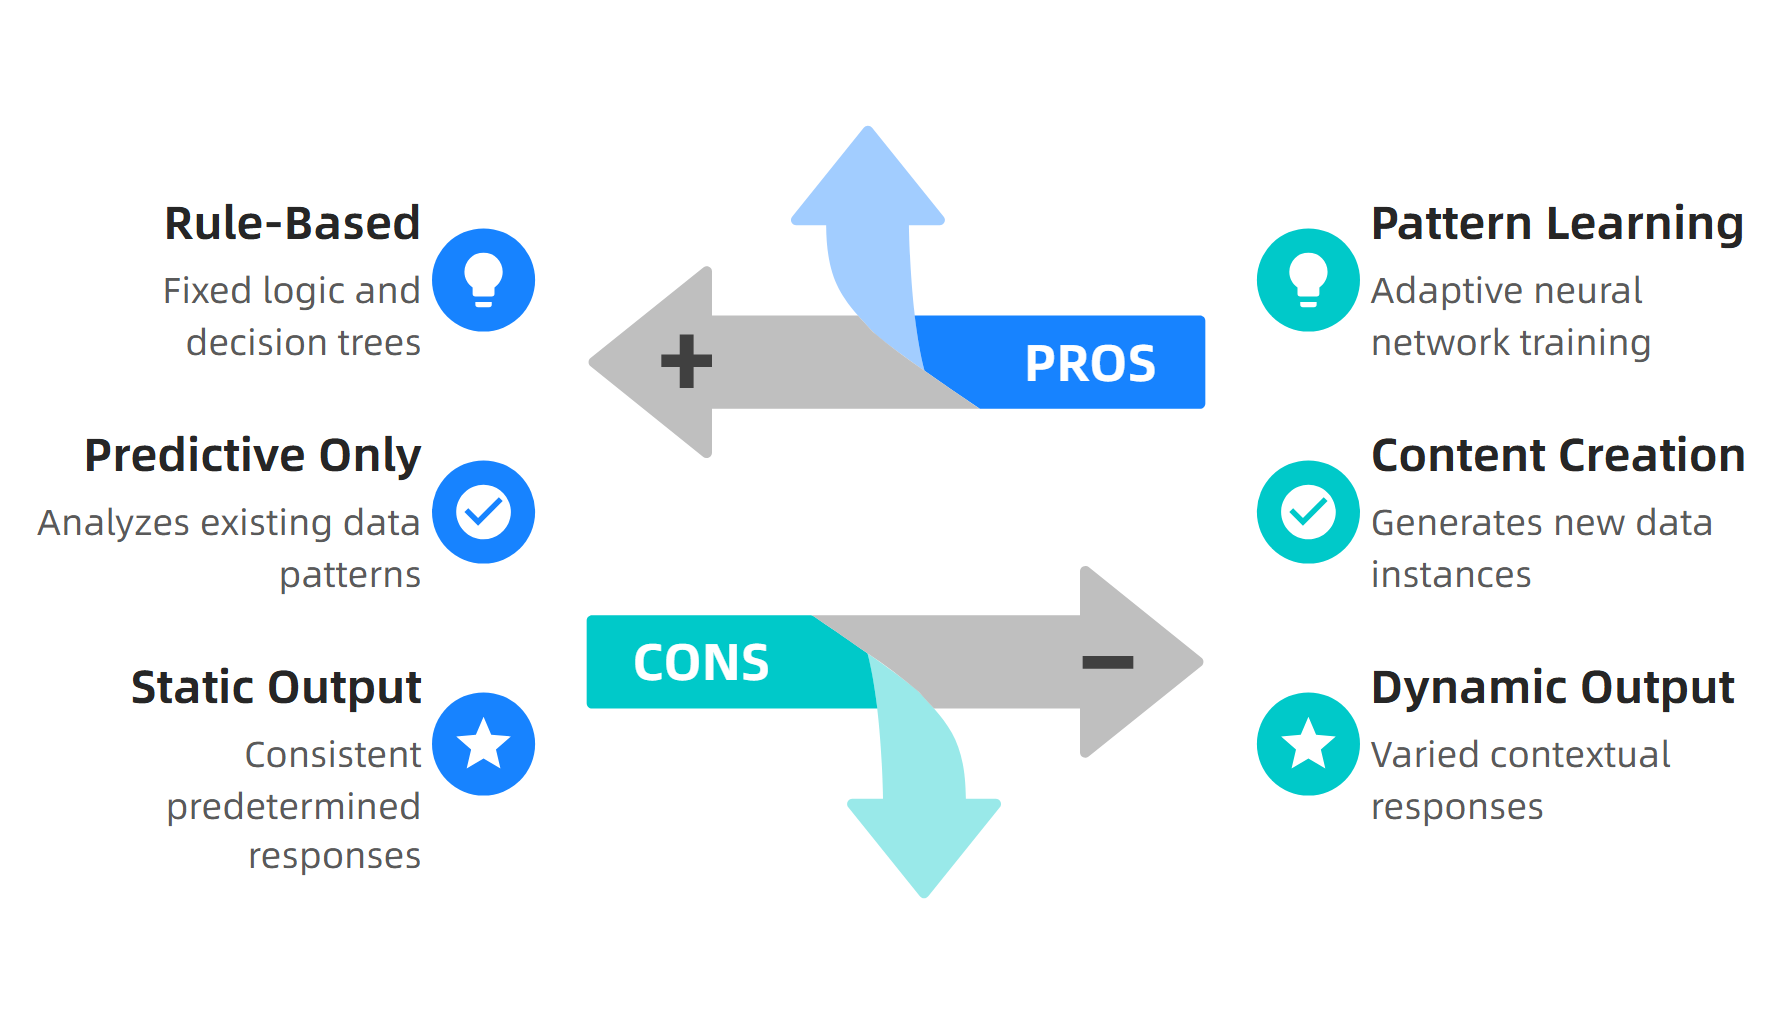 Rule-Based
Fixed logic and
decision trees
Predictive Only
Analyzes existing data
patterns
Static Output
Consistent
predetermined
responses
+
PROS
CONS
−
Pattern Learning
Adaptive neural
network training
Content Creation
Generates new data
instances
Dynamic Output
Varied contextual
responses